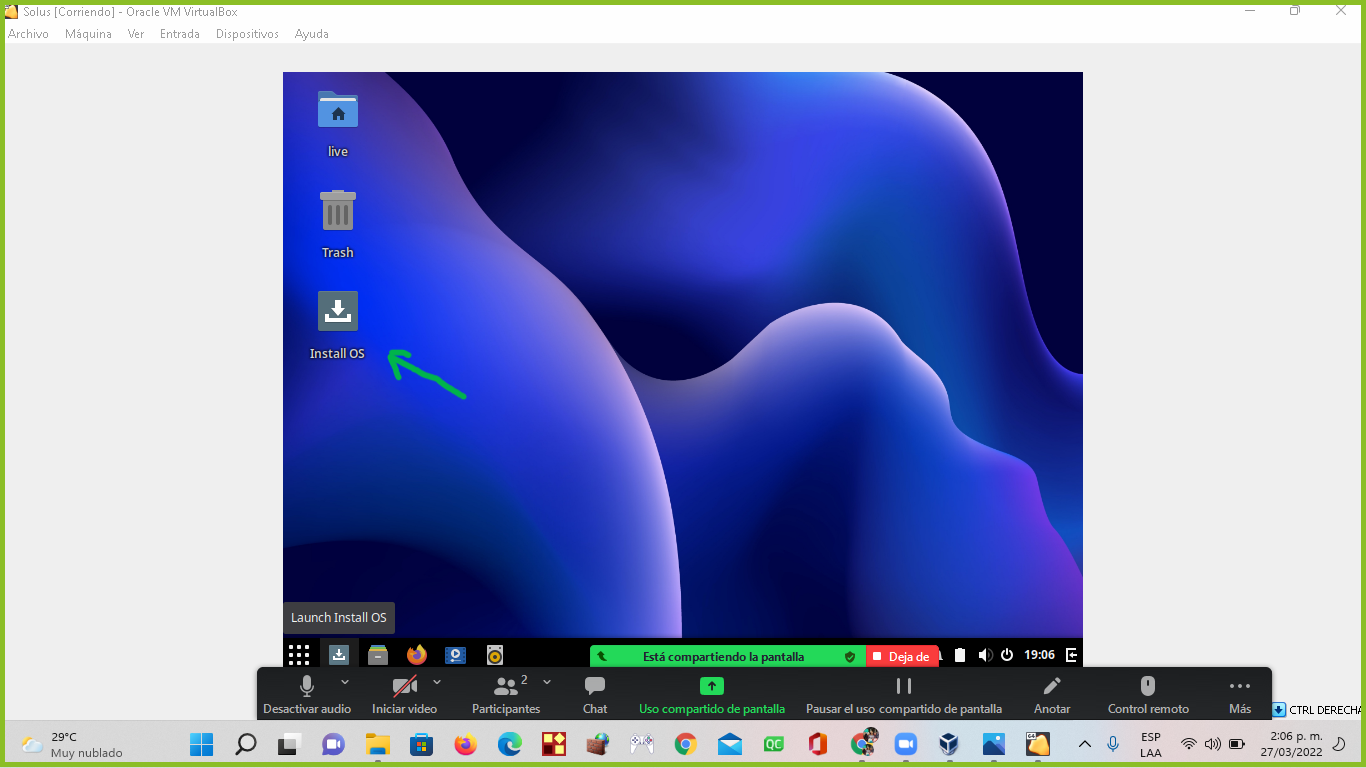 Solus [Corriendo] - Oracle VM VirtualBox
Archivo Máquina Ver Entrada Dispositivos Ayuda
live
Trash
Install OS
Launch Install OS
Está compartiendo la pantalla
Deja de
19:06
Desactivar audio
Iniciar video
2
Participantes
Chat
Uso compartido de pantalla
Pausar el uso compartido de pantalla
Anotar
Control remoto
Más
CTRL DERECHA
29°C
Muy nublado
QC
64
ESP
LAA
2:06 p. m.
27/03/2022